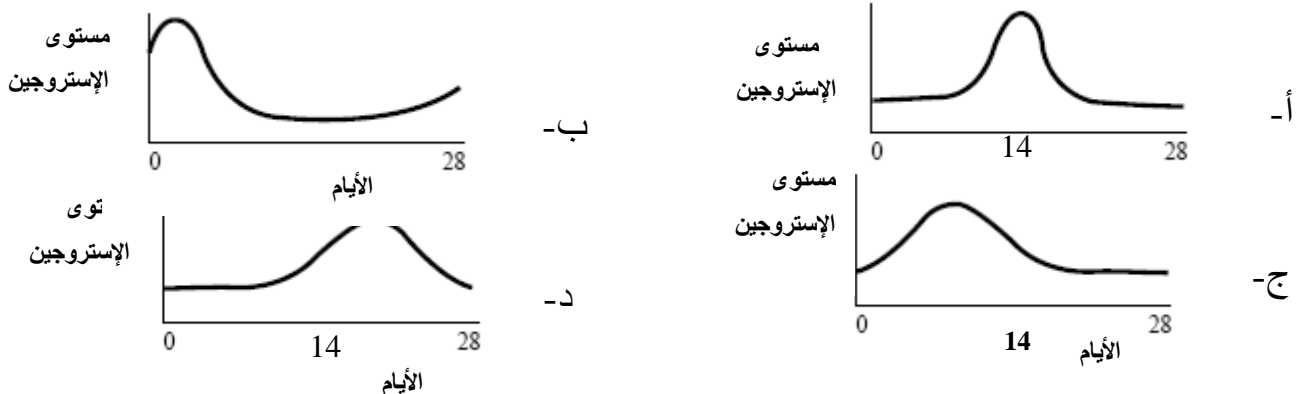 أ-
مستوى
الإستروجين
0
14
28
ب-
مستوى
الإستروجين
0
28
الأيام
ج-
مستوى
الإستروجين
0
14
28
الأيام
د-
توى
الإستروجين
0
14
28
الأيام